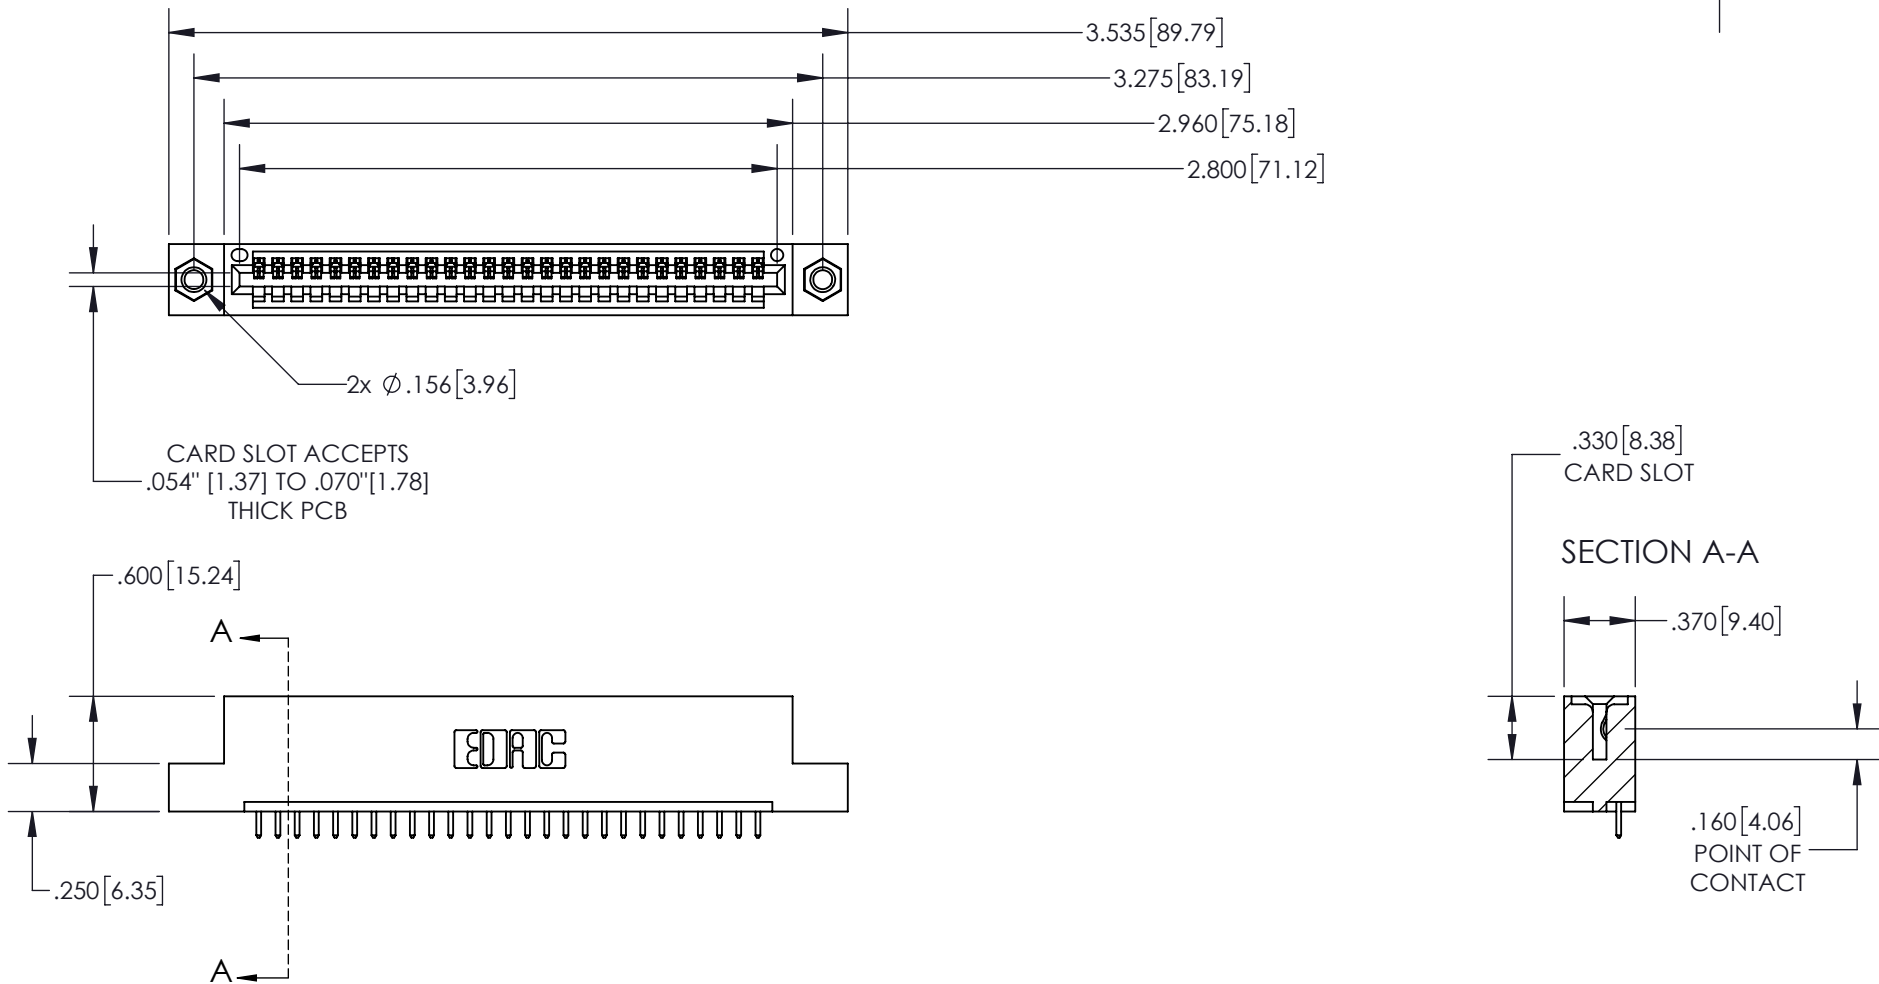 3.535[89.79]
3.275[83.19]
2.960[75.18]
2.800[71.12]
2x Ø.156[3.96]
CARD SLOT ACCEPTS
.054" [1.37] TO .070"[1.78]
THICK PCB
.330[8.38]
CARD SLOT
SECTION A-A
.600[15.24]
A
.370[9.40]
EDAC
.160[4.06]
POINT OF
CONTACT
.250[6.35]
A